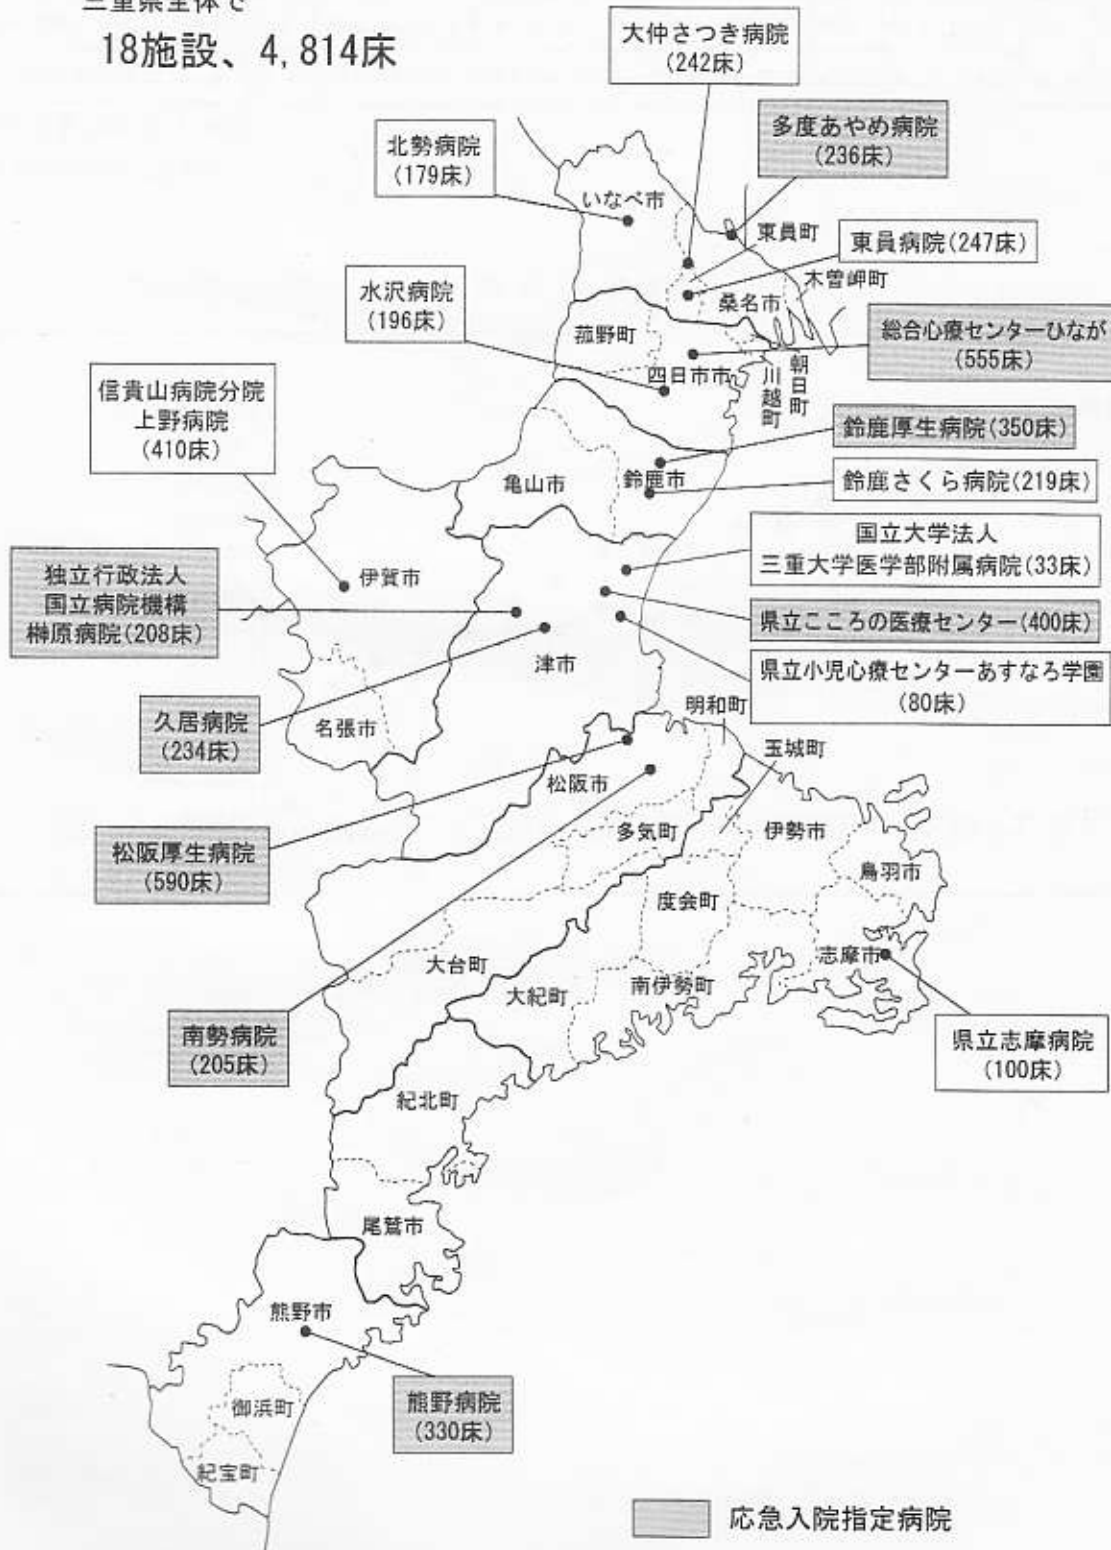 三重県全体で
18施設、4,814床
大仲さつき病院
(242床)
多度あやめ病院
(236床)
北勢病院
(179床)
いなべ市
東員町
東員病院(247床)
木曽岬町
桑名市
水沢病院
(196床)
菰野町
総合心療センターひなが
(555床)
四日市市
川越町
朝日町
信貴山病院分院
上野病院
(410床)
鈴鹿厚生病院(350床)
亀山市
鈴鹿市
鈴鹿さくら病院(219床)
国立大学法人
三重大学医学部附属病院(33床)
独立行政法人
国立病院機構
榊原病院(208床)
伊賀市
県立こころの医療センター(400床)
津市
県立小児心療センターあすなろ学園
(80床)
久居病院
(234床)
名張市
明和町
玉城町
松阪市
松阪厚生病院
(590床)
多気町
伊勢市
鳥羽市
度会町
大台町
志摩市
大紀町
南伊勢町
南勢病院
(205床)
県立志摩病院
(100床)
紀北町
尾鷲市
熊野市
熊野病院
(330床)
御浜町
紀宝町
応急入院指定病院